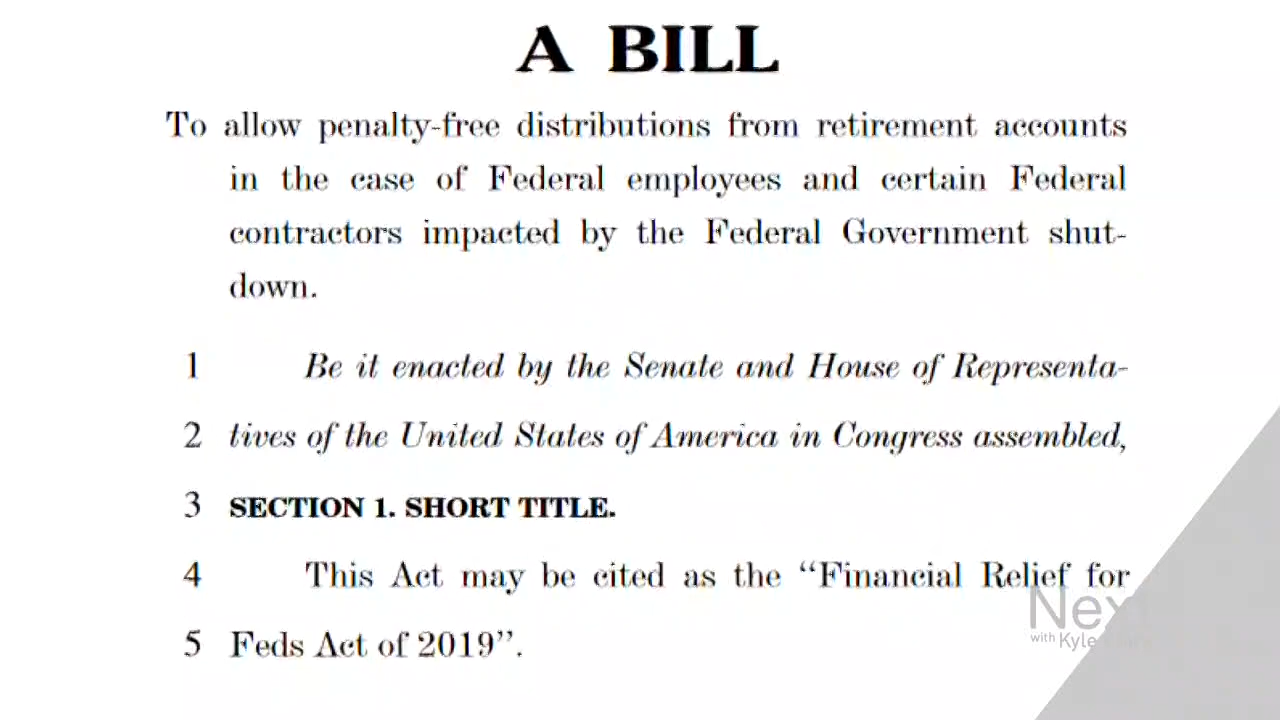 A BILL
To allow penalty-free distributions from retirement accounts
in the case of Federal employees and certain Federal
contractors impacted by the Federal Government shut-
down.
1 Be it enacted by the Senate and House of Representa-
2 tives of the United States of America in Congress assembled,
3 SECTION 1. SHORT TITLE.
4 This Act may be cited as the “Financial Relief for
5 Feds Act of 2019”.
Next
with Kyle